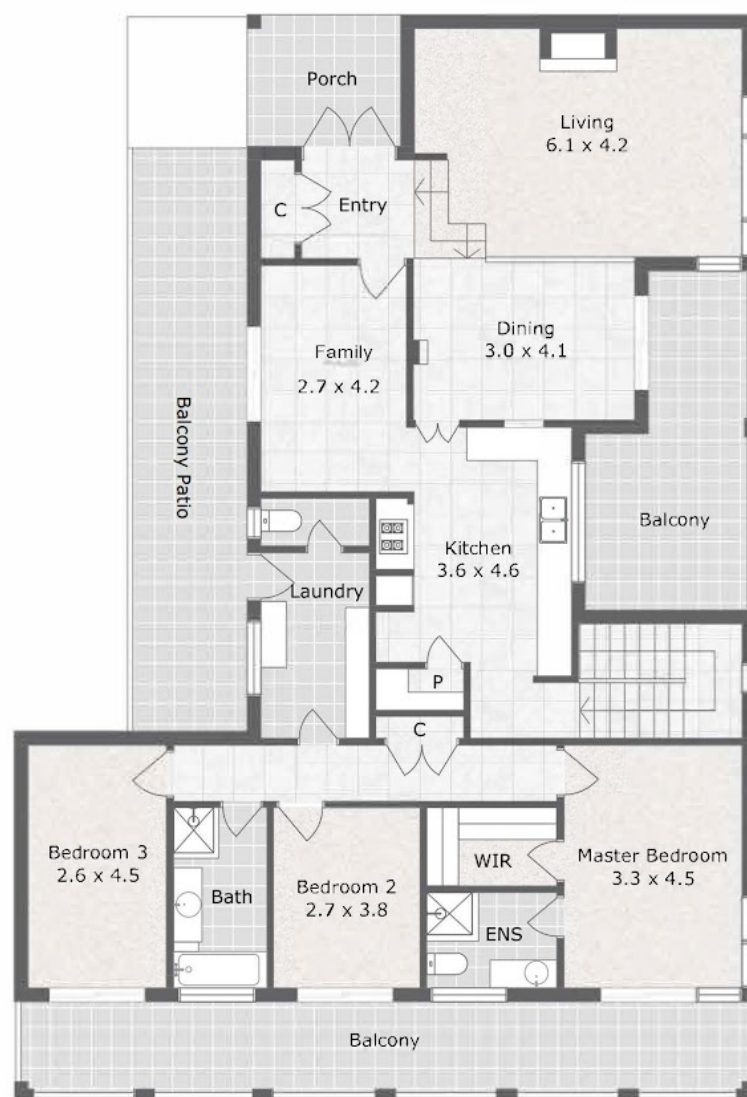 Porch
Living
6.1 x 4.2
C
Entry
Dining
3.0 x 4.1
Family
2.7 x 4.2
Balcony Patio
Balcony
Kitchen
3.6 x 4.6
Laundry
P
C
Bedroom 3
2.6 x 4.5
Bath
Bedroom 2
2.7 x 3.8
WIR
ENS
Master Bedroom
3.3 x 4.5
Balcony